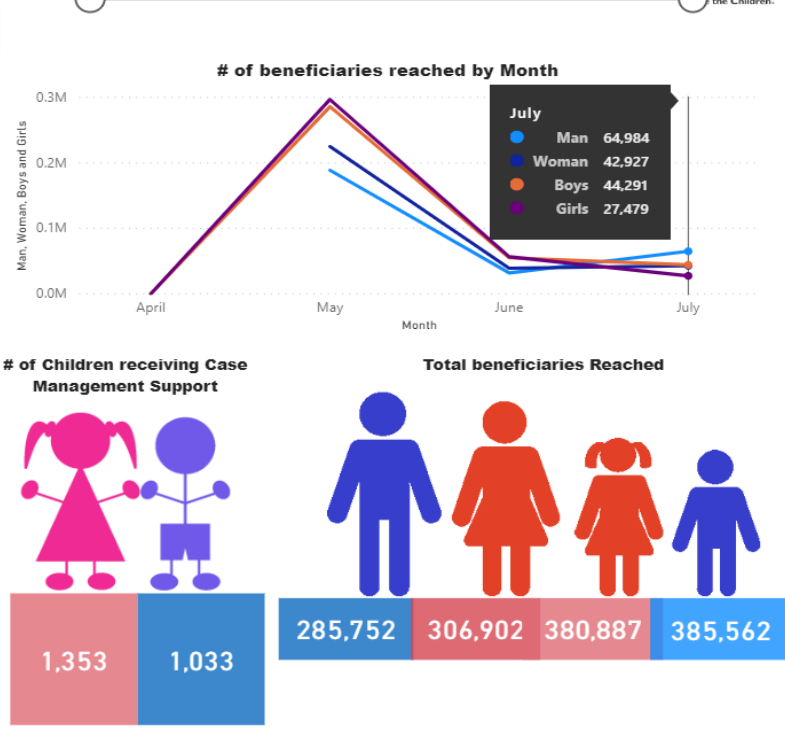 the Children.
# of beneficiaries reached by Month
Man, Woman, Boys and Girls
0.3M
0.2M
0.1M
0.0M
July
Man 64,984
Woman 42,927
Boys 44,291
Girls 27,479
April May June July
Month
# of Children receiving Case
Management Support
1,353 1,033
Total beneficiaries Reached
285,752 306,902 380,887 385,562